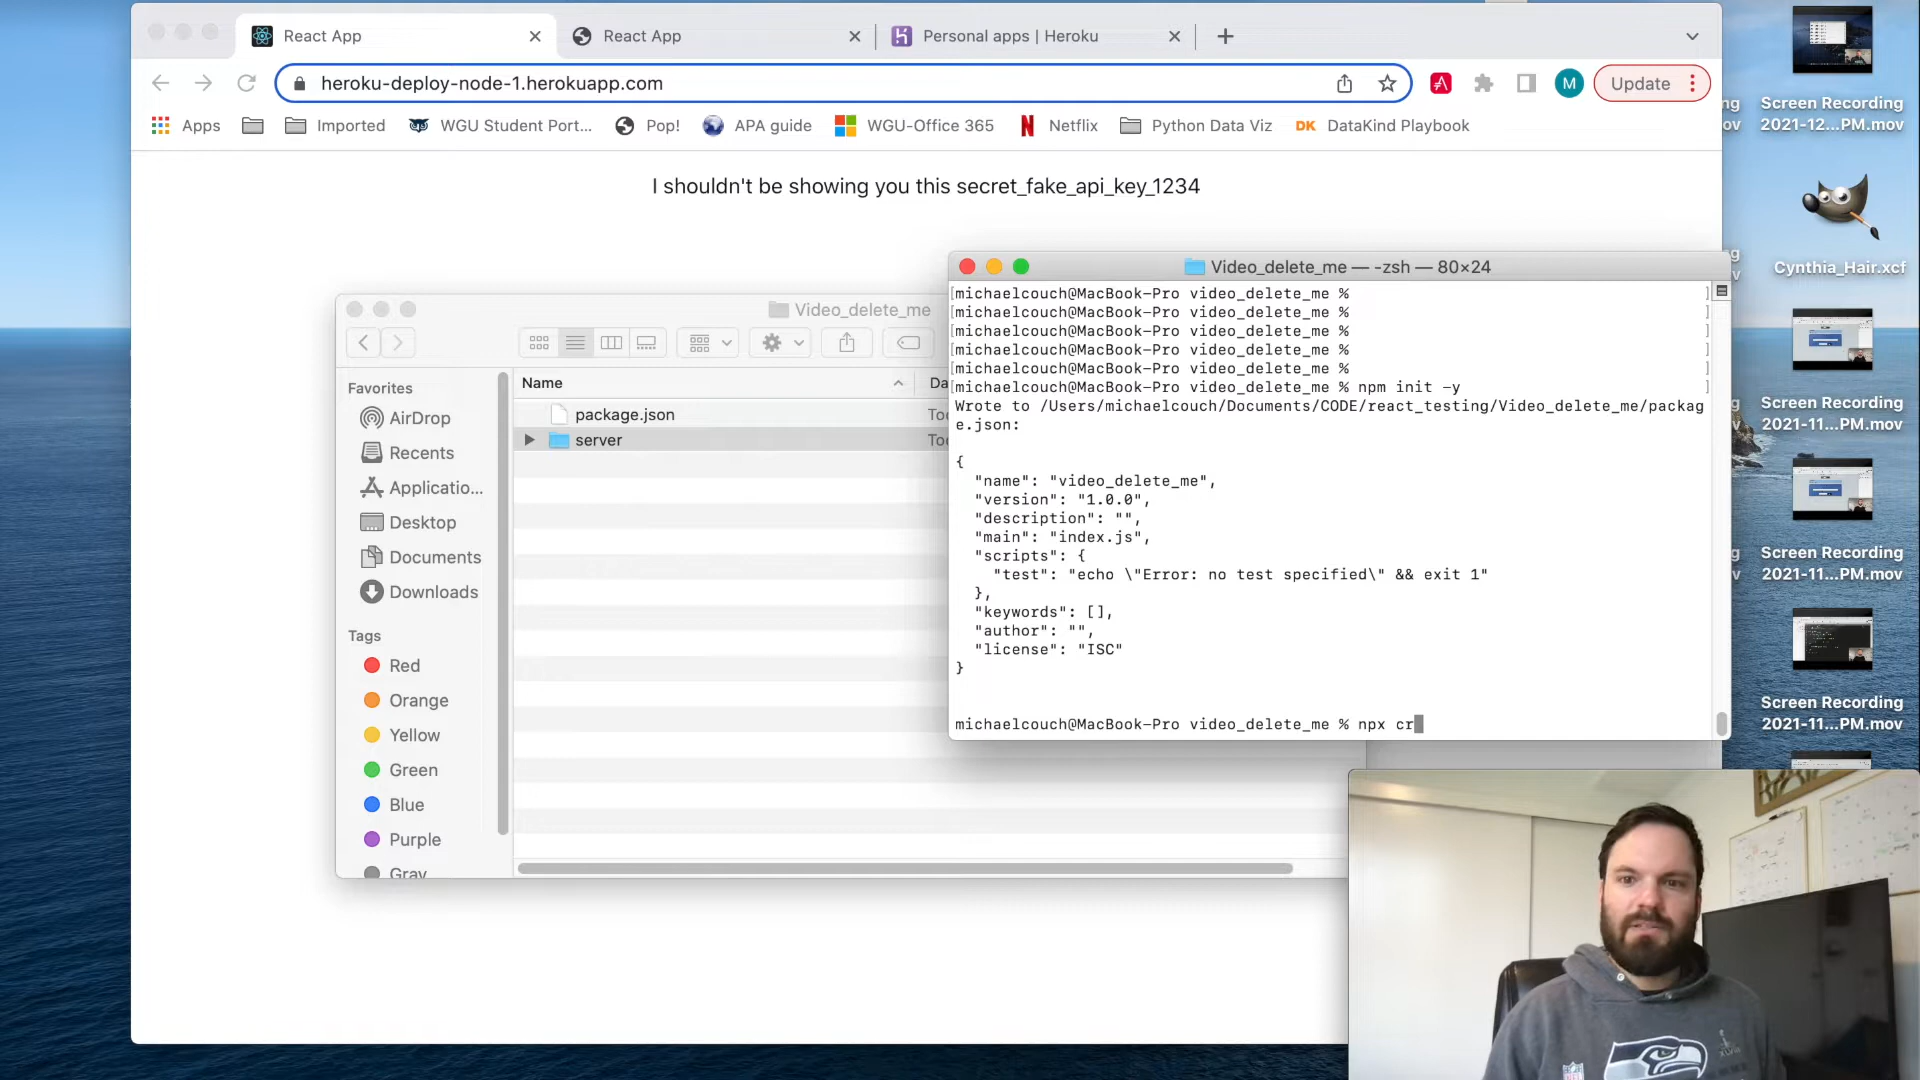 React App
React App
Personal apps | Heroku
heroku-deploy-node-1.herokuapp.com
M
Update
Apps
Imported
WGU Student Port...
Pop!
APA guide
WGU-Office 365
Netflix
Python Data Viz
DK DataKind Playbook
I shouldn't be showing you this secret_fake_api_key_1234
Video_delete_me
Favorites
AirDrop
Recents
Applicatio...
Desktop
Documents
Downloads
Tags
Red
Orange
Yellow
Green
Blue
Purple
Gray
Name
package.json
server
Video_delete_me — -zsh — 80×24
[michaelcouch@MacBook-Pro video_delete_me % ]
[michaelcouch@MacBook-Pro video_delete_me % ]
[michaelcouch@MacBook-Pro video_delete_me % ]
[michaelcouch@MacBook-Pro video_delete_me % ]
[michaelcouch@MacBook-Pro video_delete_me % ]
[michaelcouch@MacBook-Pro video_delete_me % npm init -y ]
Wrote to /Users/michaelcouch/Documents/CODE/react_testing/Video_delete_me/packag
e.json:
{
"name": "video_delete_me",
"version": "1.0.0",
"description": "",
"main": "index.js",
"scripts": {
"test": "echo \"Error: no test specified\" && exit 1"
},
"keywords": [],
"author": "",
"license": "ISC"
}
michaelcouch@MacBook-Pro video_delete_me % npx cr
Screen Recording
2021-12...PM.mov
Cynthia_Hair.xcf
Screen Recording
2021-11...PM.mov
Screen Recording
2021-11...PM.mov
Screen Recording
2021-11...PM.mov